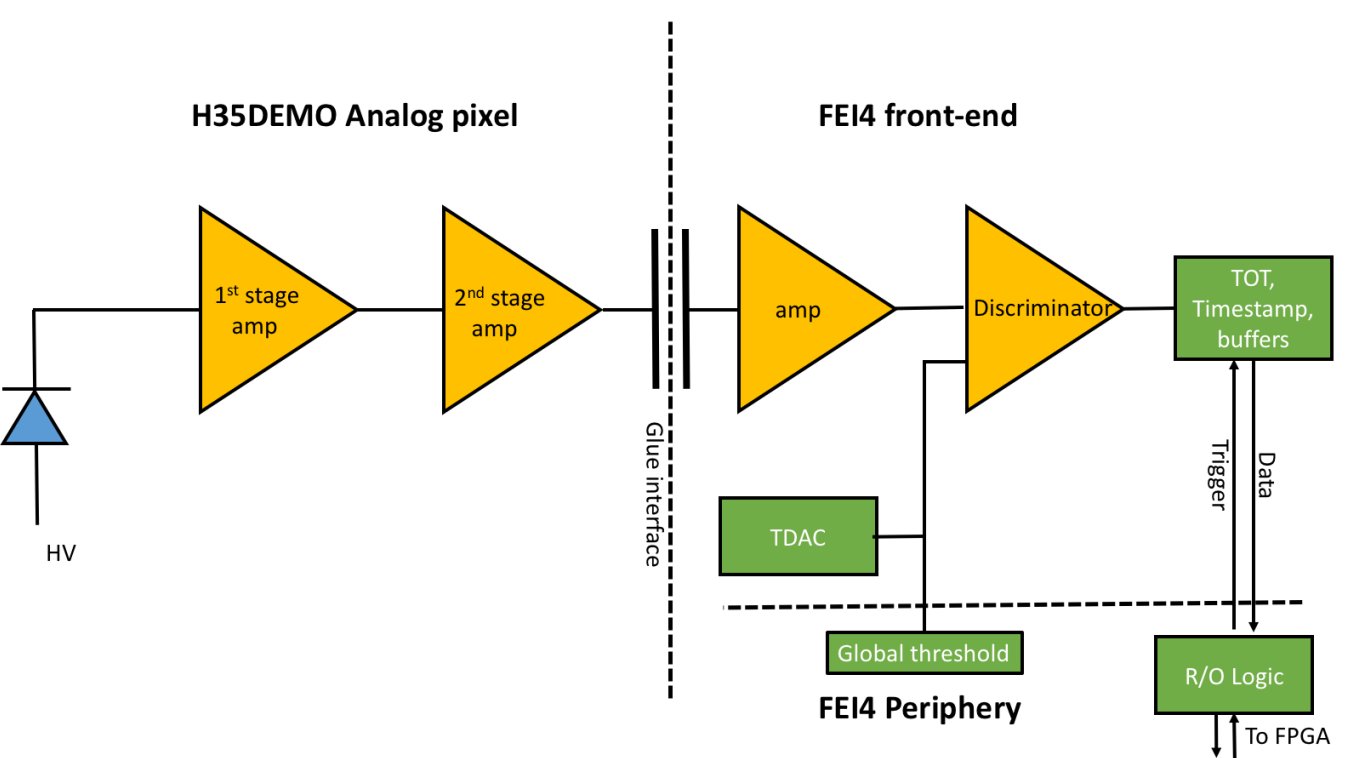 H35DEMO Analog pixel
FEI4 front-end
1st stage
amp
2nd stage
amp
amp
Discriminator
TOT,
Timestamp,
buffers
Glue interface
Trigger
Data
HV
TDAC
Global threshold
FEI4 Periphery
R/O Logic
To FPGA